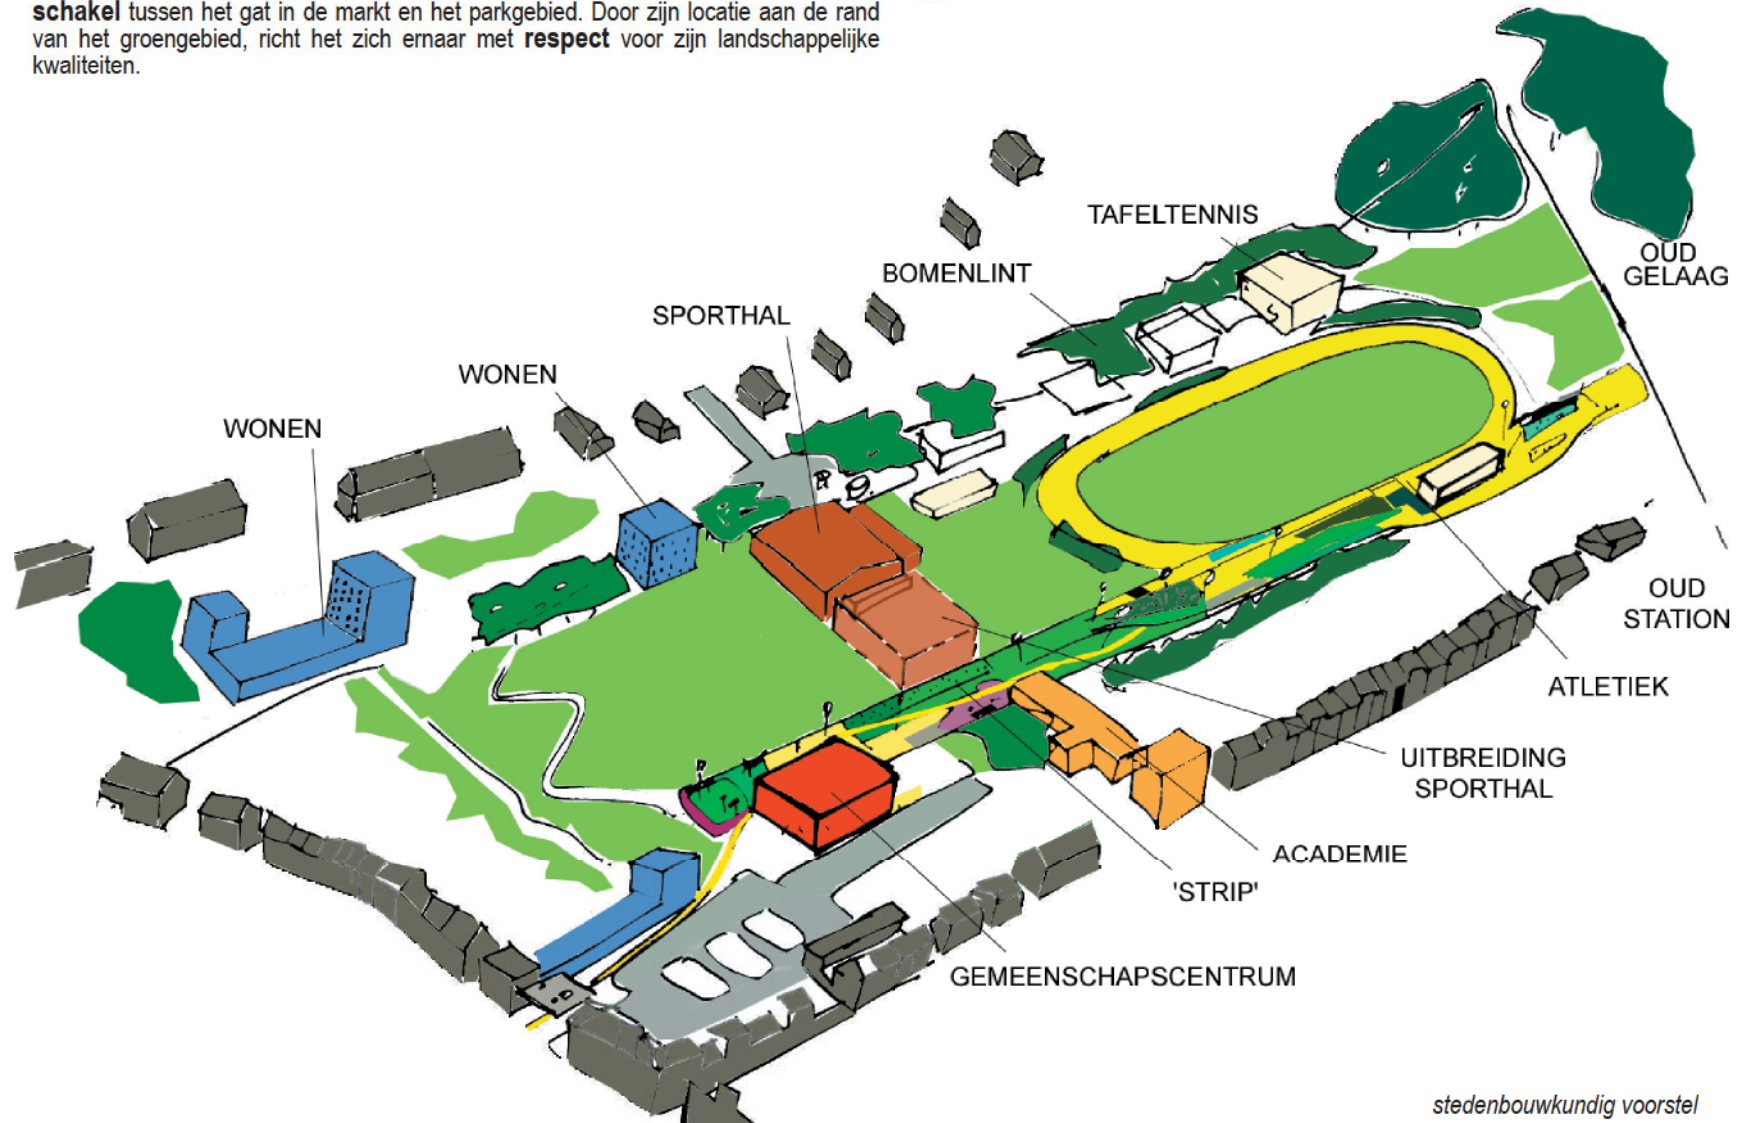 schakel tussen het gat in de markt en het parkgebied. Door zijn locatie aan de rand
van het groengebied, richt het zich ernaar met respect voor zijn landschappelijke
kwaliteiten.
TAFELTENNIS
OUD
GELAAG
BOMENLINT
SPORTHAL
WONEN
WONEN
OUD
STATION
ATLETIEK
UITBREIDING
SPORTHAL
ACADEMIE
'STRIP'
GEMEENSCHAPSCENTRUM
stedenbouwkundig voorstel